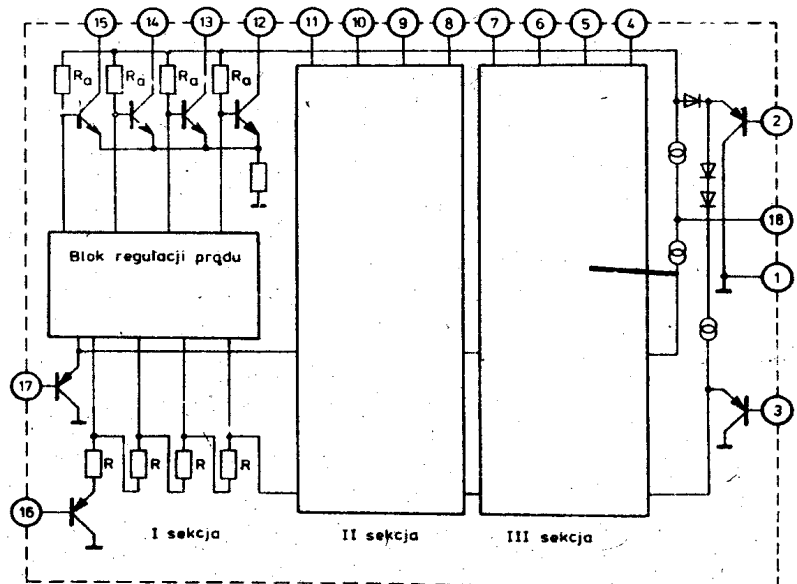 15 14 13 12 11 10 9 8 7 6 5 4
Ra Ra Ra Ra
2
18
Blok regulacji prądu
1
17
3
R R R R
16
I sekcja II sekcja III sekcja